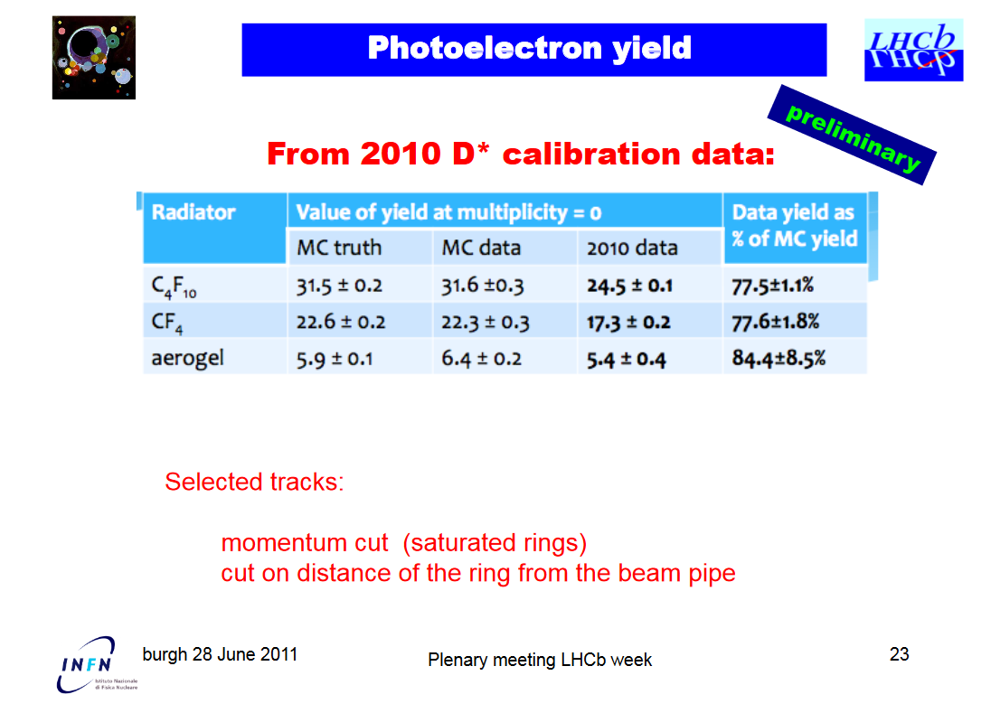 Photoelectron yield
LHCb
LHCb
preliminary
From 2010 D* calibration data:
Radiator Value of yield at multiplicity = 0 Data yield as
% of MC yield
MC truth MC data 2010 data
C₄F₁₀ 31.5 ± 0.2 31.6 ±0.3 24.5 ± 0.1 77.5±1.1%
CF₄ 22.6 ± 0.2 22.3 ± 0.3 17.3 ± 0.2 77.6±1.8%
aerogel 5.9 ± 0.1 6.4 ± 0.2 5.4 ± 0.4 84.4±8.5%
Selected tracks:
momentum cut (saturated rings)
cut on distance of the ring from the beam pipe
INFN
Istituto Nazionale
di Fisica Nucleare
burgh 28 June 2011
Plenary meeting LHCb week
23